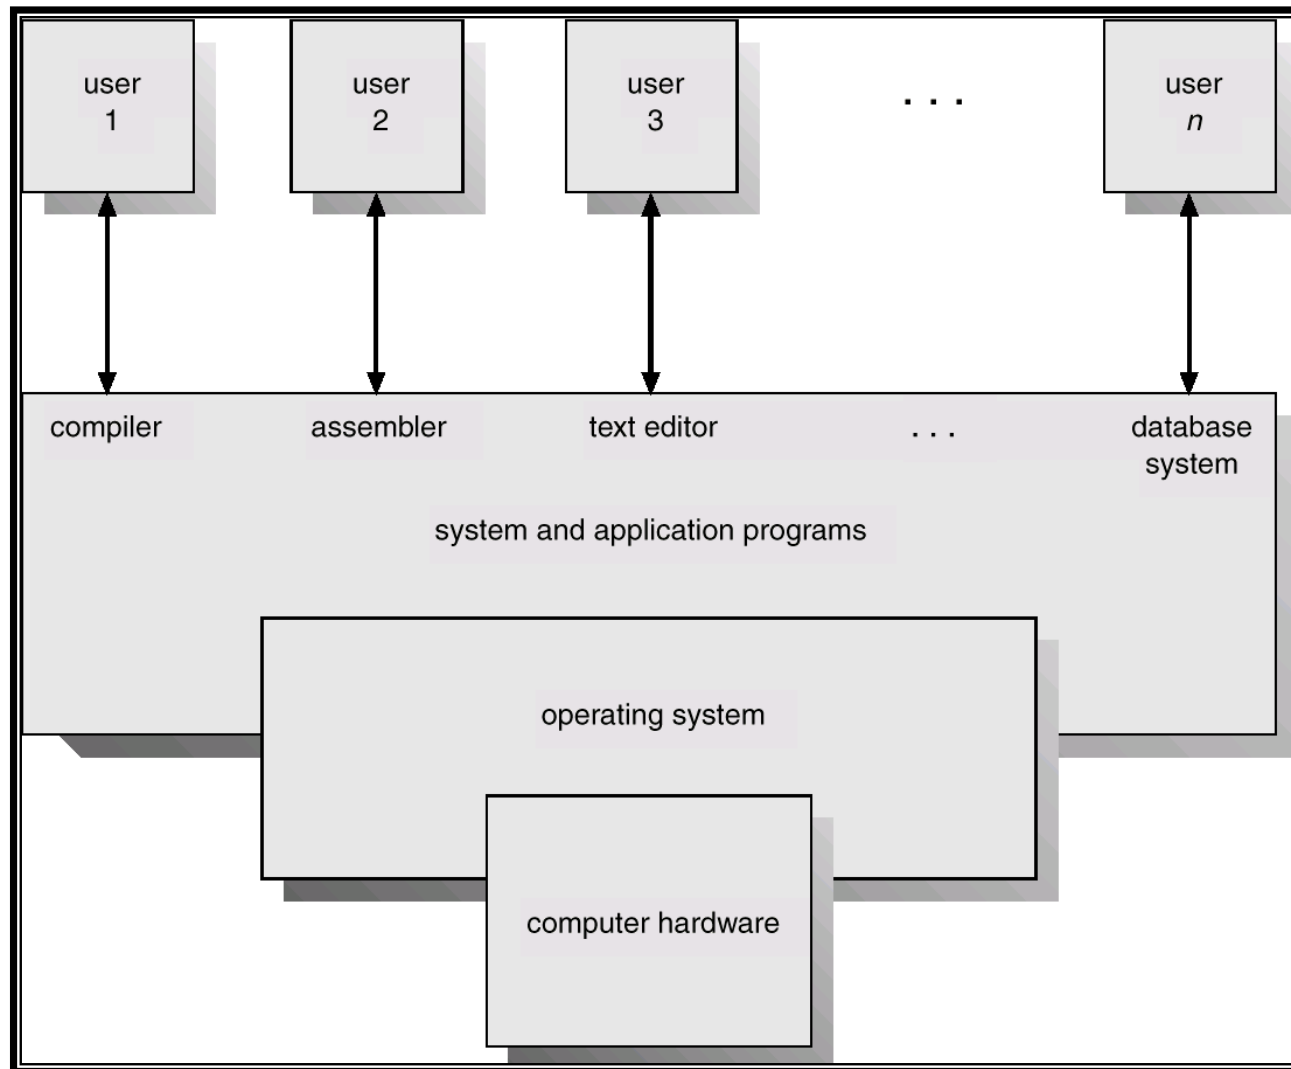 user
1
user
2
user
3
. . .
user
n
compiler
assembler
text editor
. . .
database
system
system and application programs
operating system
computer hardware